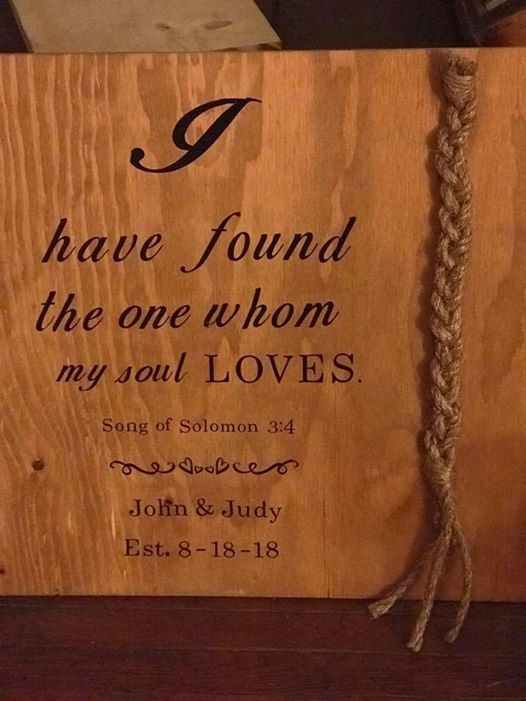 I
have found
the one whom
my soul LOVES.
Song of Solomon 3:4
John & Judy
Est. 8-18-18